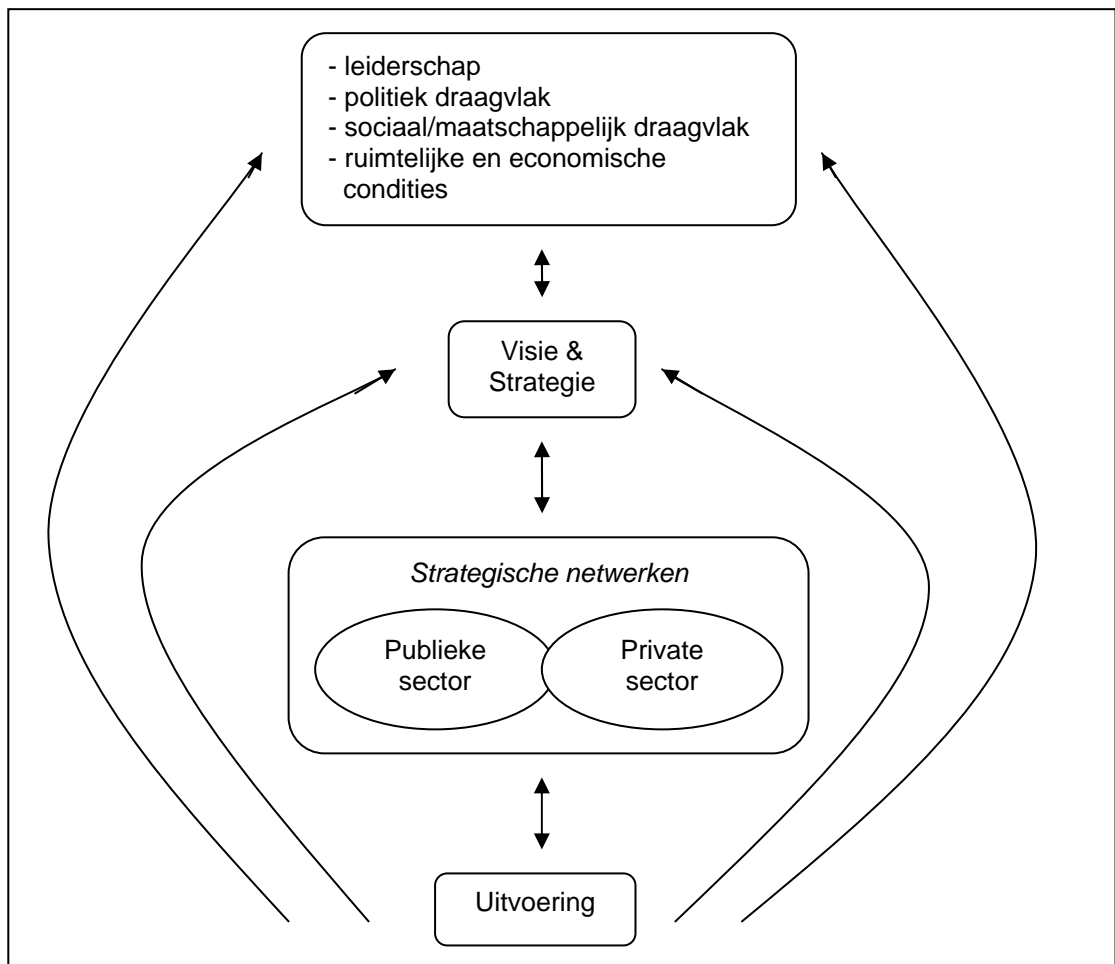 - leiderschap
- politiek draagvlak
- sociaal/maatschappelijk draagvlak
- ruimtelijke en economische
condities
Visie &
Strategie
Strategische netwerken
Publieke
sector
Private
sector
Uitvoering